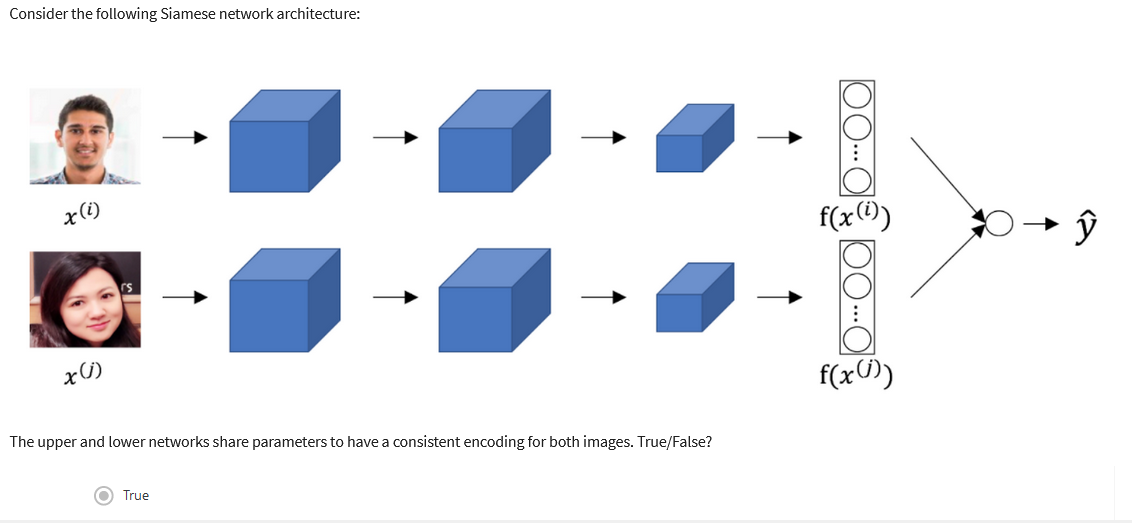 Consider the following Siamese network architecture:
rs
x^(i)
f(x^(i))
ŷ
x^(j)
f(x^(j))
The upper and lower networks share parameters to have a consistent encoding for both images. True/False?
True